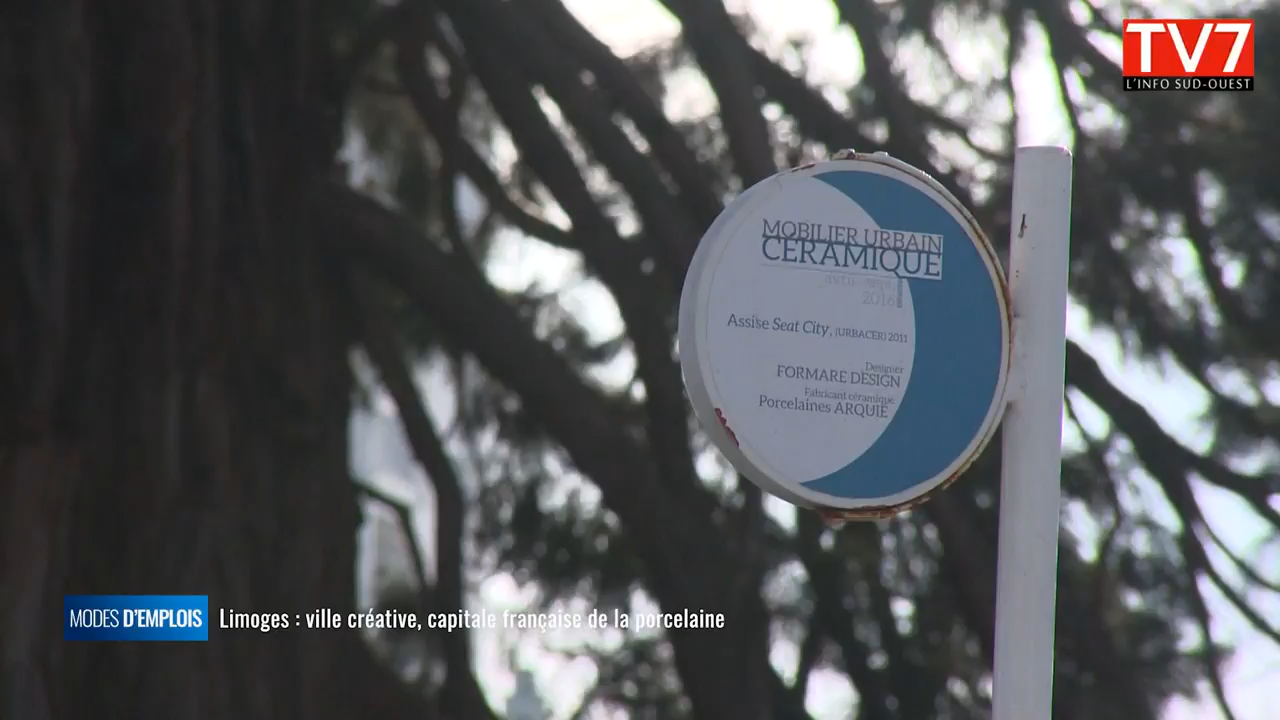 TV7
L'INFO SUD-OUEST
MOBILIER URBAIN
CÉRAMIQUE
2016
Assise Seat City, (URBACER) 2011
Designer
FORMARE DESIGN
Fabricant céramique
Porcelaines ARQUIÉ
MODES D'EMPLOIS
Limoges : ville créative, capitale française de la porcelaine